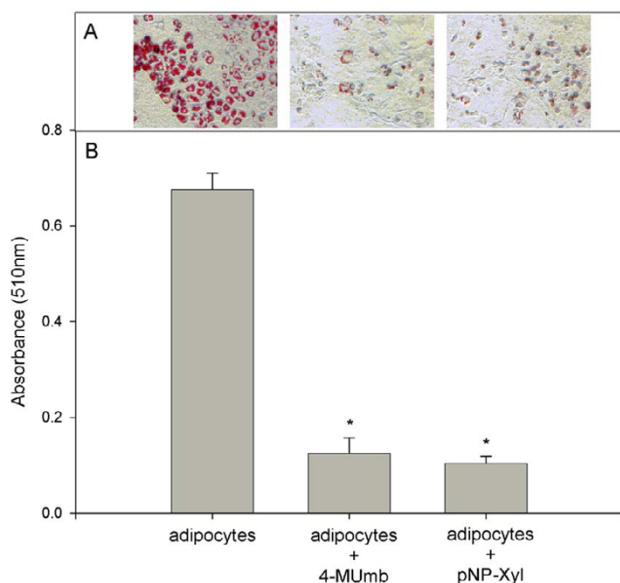 A
B
0.8
0.6
0.4
0.2
0.0
Absorbance (510nm)
*
*
adipocytes
adipocytes
+
4-MUmb
adipocytes
+
pNP-Xyl